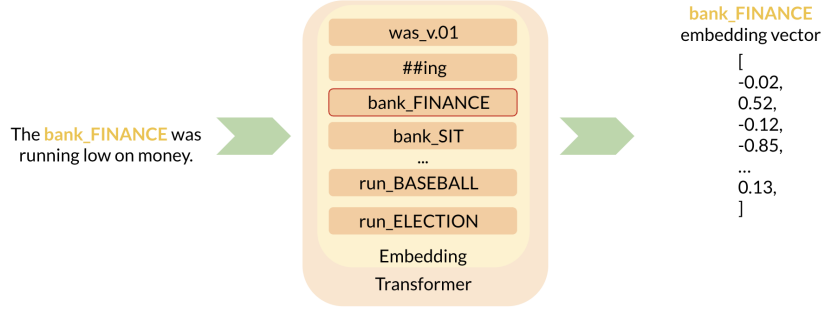 The bank_FINANCE was
running low on money.
was_v.01
##ing
bank_FINANCE
bank_SIT
...
run_BASEBALL
run_ELECTION
Embedding
Transformer
bank_FINANCE
embedding vector
[
-0.02,
0.52,
-0.12,
-0.85,
...
0.13,
]